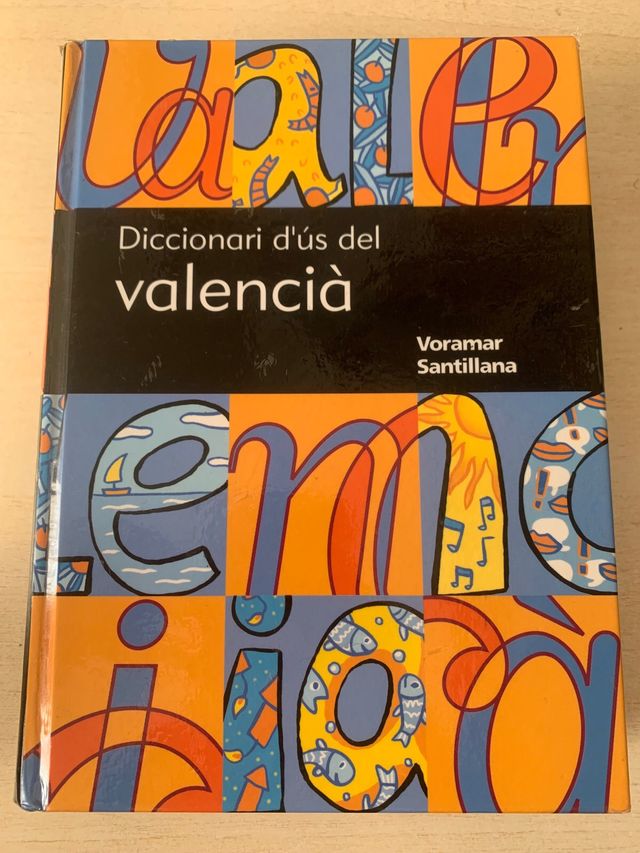 Diccionari d'ús del
valencià
Voramar
Santillana